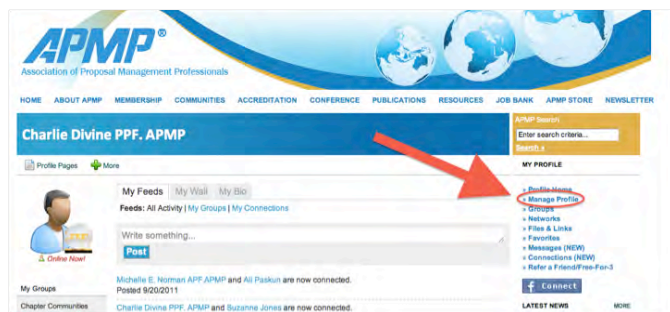 APMP®
Association of Proposal Management Professionals
HOME ABOUT APMP MEMBERSHIP COMMUNITIES ACCREDITATION CONFERENCE PUBLICATIONS RESOURCES JOB BANK APMP STORE NEWSLETTER
Charlie Divine PPF. APMP
APMP Search
Enter search criteria...
Search »
Profile Pages More
MY PROFILE
My Feeds My Wall My Bio
Feeds: All Activity | My Groups | My Connections
Write something...
Post
Online Now!
» Profile Home
» Manage Profile
» Groups
» Networks
» Files & Links
» Favorites
» Messages (NEW)
» Connections (NEW)
» Refer a Friend/Free-For-3
f Connect
My Groups
Chapter Communities
Michelle E. Norman APF.APMP and Ali Paskun are now connected.
Posted 9/20/2011
Charlie Divine PPF. APMP and Suzanne Jones are now connected.
LATEST NEWS MORE